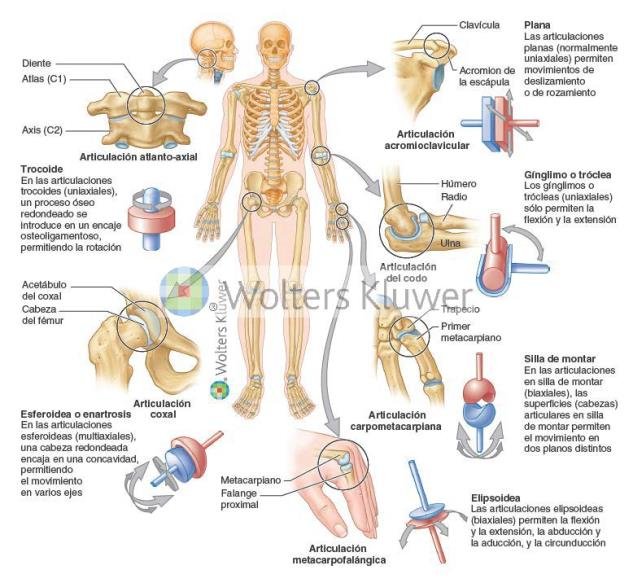 Diente
Atlas (C1)
Axis (C2)
Articulación atlanto-axial
Trocoide
En las articulaciones
trocoides (uniaxiales),
un proceso óseo
redondeado se
introduce en un encaje
osteoligamentoso,
permitiendo la rotación
Acetábulo
del coxal
Cabeza
del fémur
Articulación
coxal
Esferoidea o enartrosis
En las articulaciones
esferoideas (multiaxiales),
una cabeza redondeada
encaja en una concavidad,
permitiendo
el movimiento
en varios ejes
Clavícula
Acromion de
la escápula
Articulación
acromioclavicular
Plana
Las articulaciones
planas (normalmente
uniaxiales) permiten
movimientos de
deslizamiento
o de rozamiento
Húmero
Radio
Ulna
Articulación
del codo
Gínglimo o tróclea
Los gínglimos o
trócleas (uniaxiales)
sólo permiten la
flexión y la extensión
® Wolters Kluwer
Wolters Kluwer
Trapecio
Primer
metacarpiano
Articulación
carpometacarpiana
Silla de montar
En las articulaciones
en silla de montar
(biaxiales), las
superficies (cabezas)
articulares en silla
de montar permiten
el movimiento en
dos planos distintos
Metacarpiano
Falange
proximal
Articulación
metacarpofalángica
Elipsoidea
Las articulaciones elipsoideas
(biaxiales) permiten la flexión
y la extensión, la abducción y
la aducción, y la circunducción